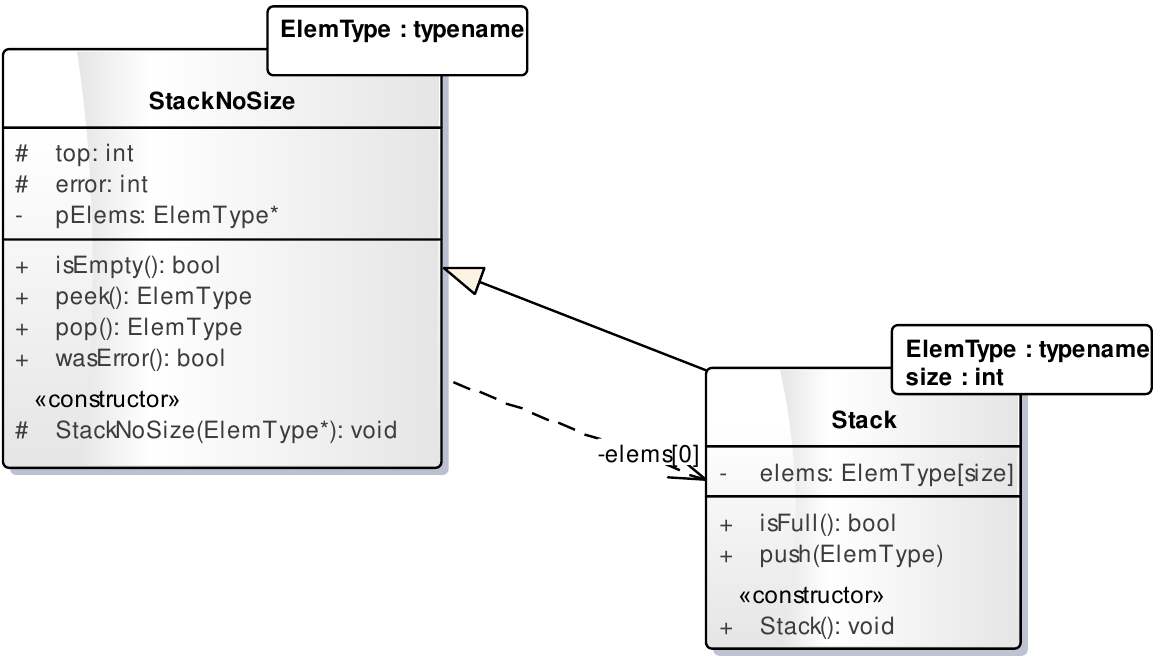 ElemType : typename
StackNoSize
# top: int
# error: int
- pElems: ElemType*
+ isEmpty(): bool
+ peek(): ElemType
+ pop(): ElemType
+ wasError(): bool
«constructor»
# StackNoSize(ElemType*): void
-elems[0]
ElemType : typename
size : int
Stack
- elems: ElemType[size]
+ isFull(): bool
+ push(ElemType)
«constructor»
+ Stack(): void